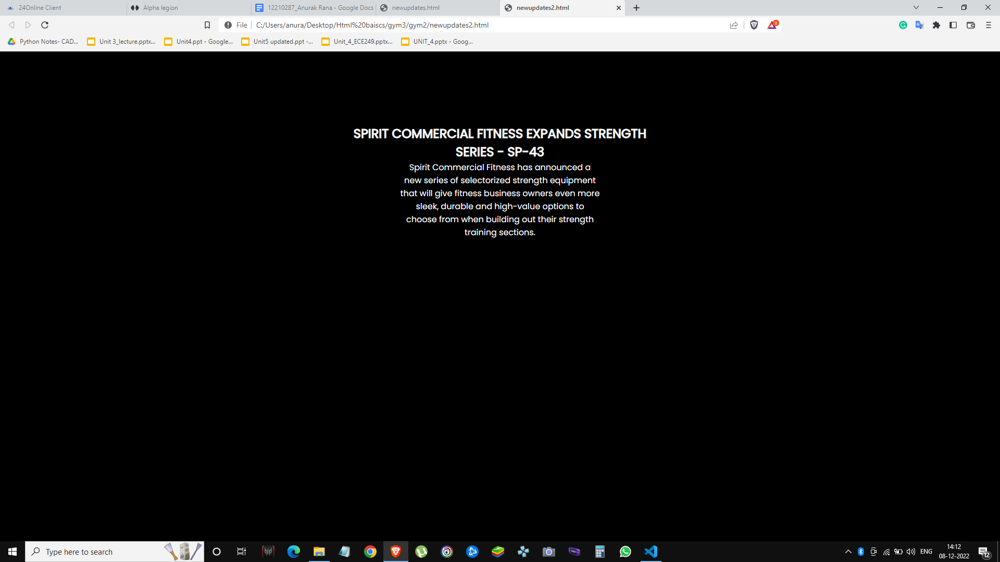 24Online Client
Alpha legion
12210287_Anurak Rana - Google Docs
newupdates.html
newupdates2.html
File
C:/Users/anura/Desktop/Html%20baiscs/gym3/gym2/newupdates2.html
2
Python Notes- CAD...
Unit 3_lecture.pptx...
Unit4.ppt - Google...
Unit5 updated.ppt -...
Unit_4_ECE249.pptx...
UNIT_4.pptx - Goog...
SPIRIT COMMERCIAL FITNESS EXPANDS STRENGTH
SERIES - SP-43
Spirit Commercial Fitness has announced a
new series of selectorized strength equipment
that will give fitness business owners even more
sleek, durable and high-value options to
choose from when building out their strength
training sections.
Type here to search
ENG
14:12
08-12-2022
12